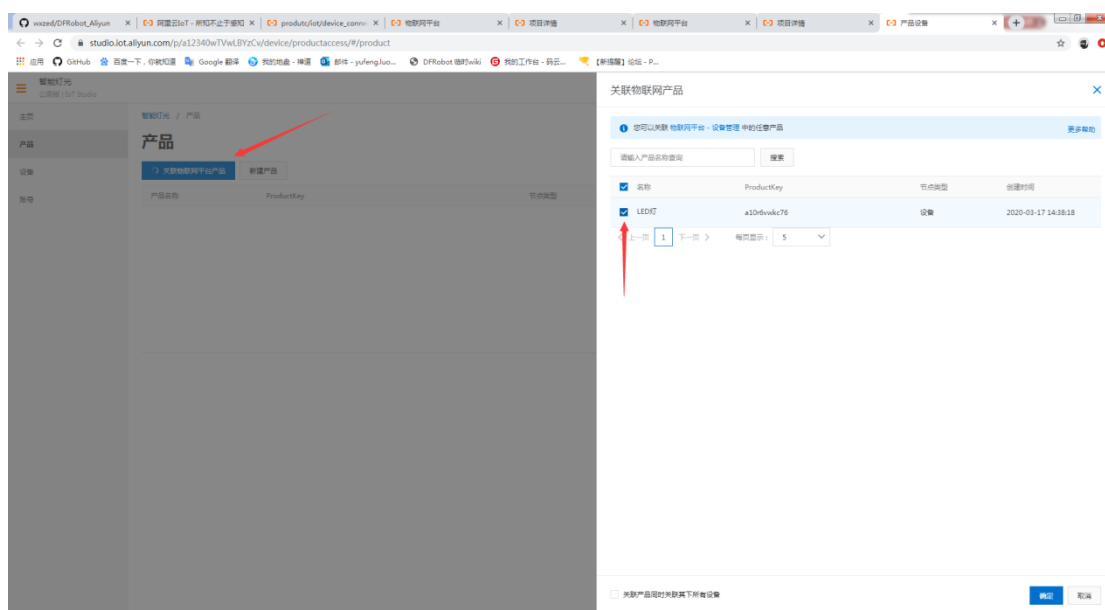 wxzed/DFRobot_Aliyun
阿里云IoT - 所知不止于感知
物联网平台
项目详情
物联网平台
项目详情
产品设备
studio.iot.aliyun.com/p/a12340wTVwLBYzCv/device/productaccess/#/product
应用
GitHub
百度一下，你就知道
Google 翻译
我的地盘 - 禅道
邮件 - yufeng.luo...
DFRobot 临时wiki
我的工作台 - 码云...
【新提醒】论坛 - P...
智能灯光
IoT Studio
主页
产品
设备
账号
智能灯光 / 产品
产品
关联物联网平台产品
新建产品
产品名称
ProductKey
节点类型
关联物联网产品
您可以关联 物联网平台 - 设备管理 中的任意产品
更多帮助
请输入产品名称查询
搜索
名称
ProductKey
节点类型
创建时间
LED灯
a10r6vwkc76
设备
2020-03-17 14:38:18
上一页 1 下一页
每页显示： 5
关联产品同时关联其下所有设备
确定
取消